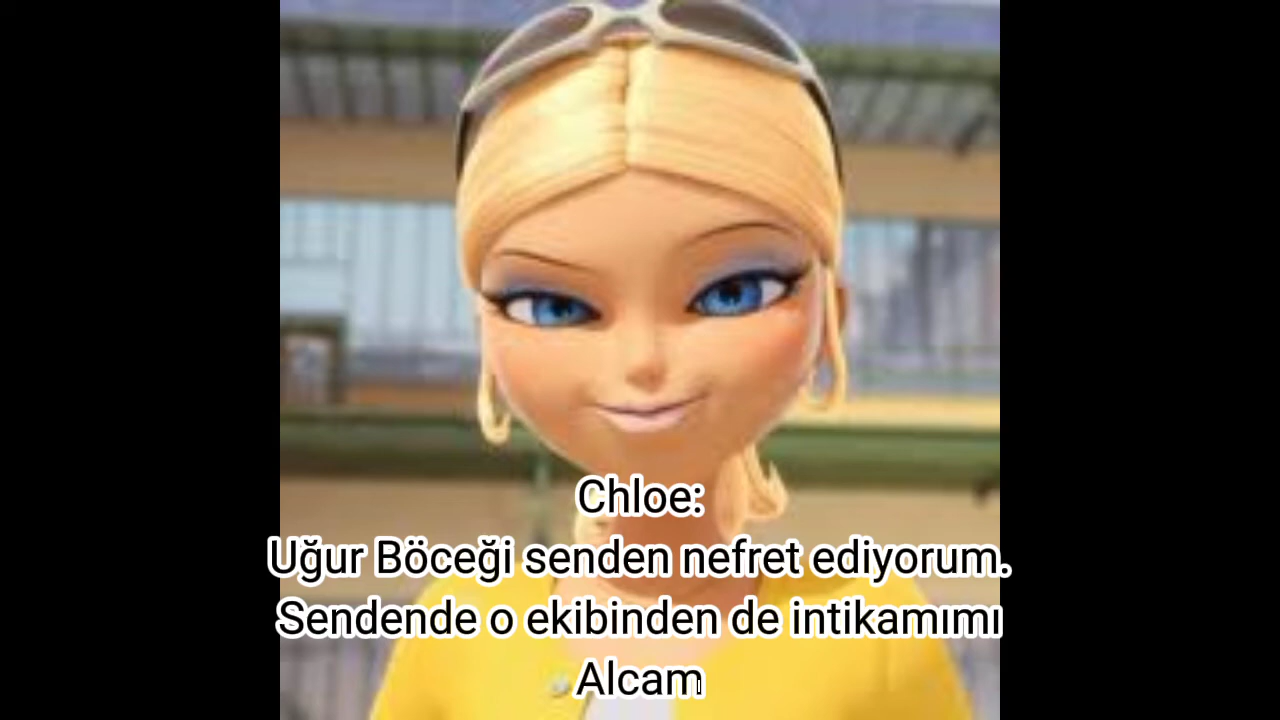 Chloe:
Uğur Böceği senden nefret ediyorum.
Sendende o ekibinden de intikamımı
Alcam